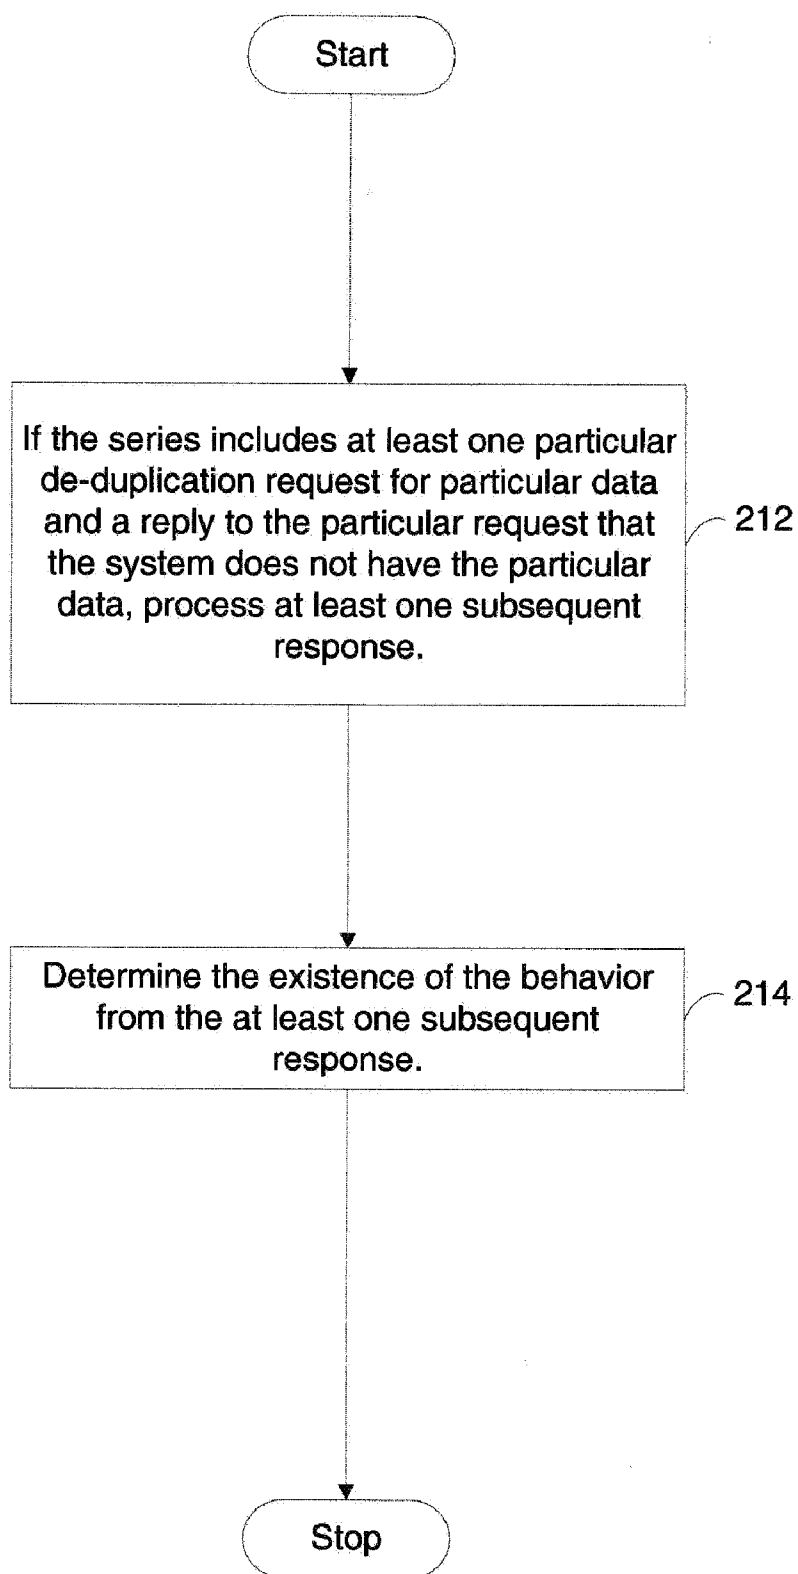 Start
If the series includes at least one particular
de-duplication request for particular data
and a reply to the particular request that
the system does not have the particular
data, process at least one subsequent
response.
212
Determine the existence of the behavior
from the at least one subsequent
response.
214
Stop